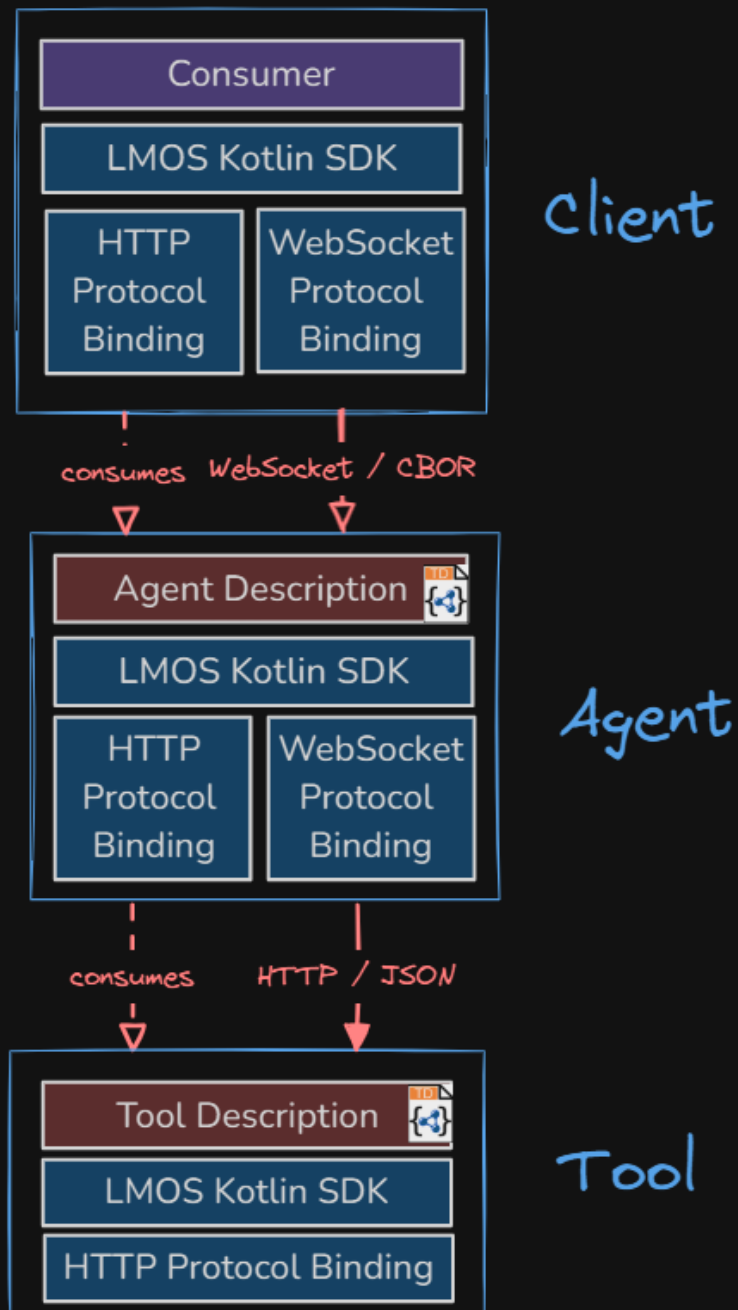 Consumer
LMOS Kotlin SDK
HTTP
Protocol
Binding
WebSocket
Protocol
Binding
Client
consumes
WebSocket / CBOR
Agent Description
TD
LMOS Kotlin SDK
HTTP
Protocol
Binding
WebSocket
Protocol
Binding
Agent
consumes
HTTP / JSON
Tool Description
TD
LMOS Kotlin SDK
HTTP Protocol Binding
Tool